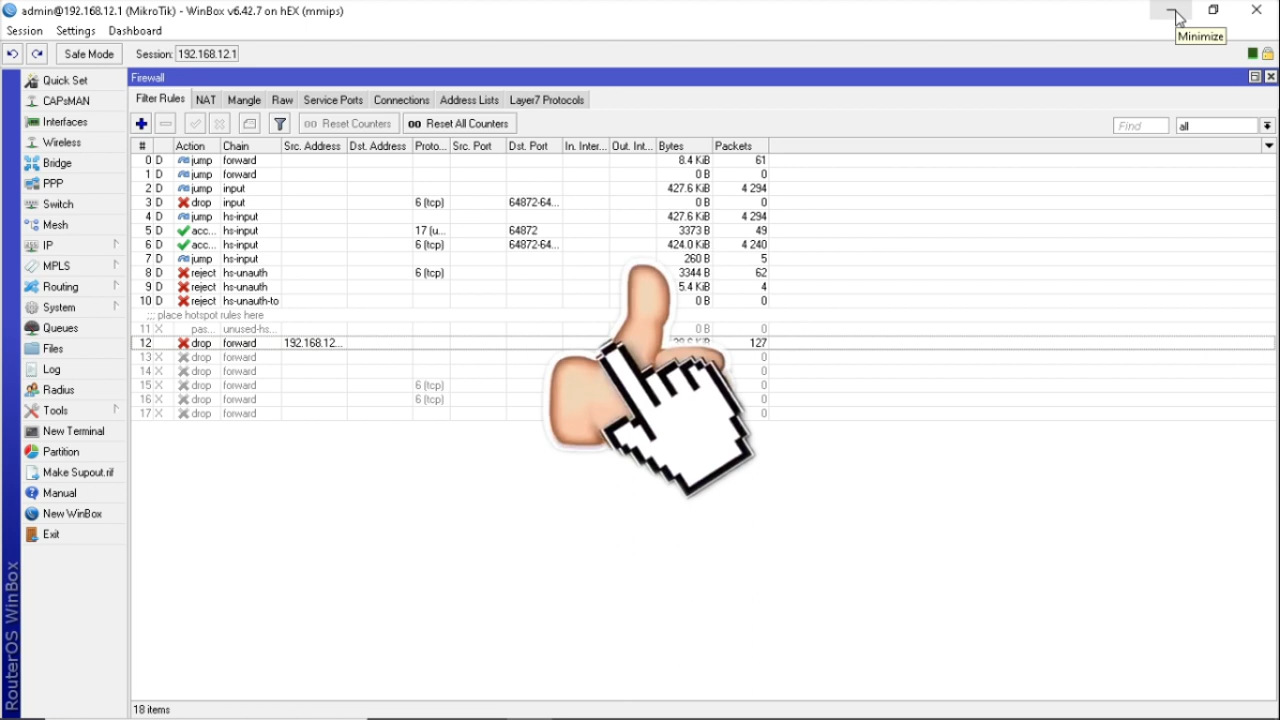 admin@192.168.12.1 (MikroTik) - WinBox v6.42.7 on hEX (mmips)
Session Settings Dashboard
Minimize
Safe Mode Session: 192.168.12.1
Quick Set
CAPsMAN
Interfaces
Wireless
Bridge
PPP
Switch
Mesh
IP
MPLS
Routing
System
Queues
Files
Log
Radius
Tools
New Terminal
Partition
Make Supout.rif
Manual
New WinBox
Exit
RouterOS WinBox
Firewall
Filter Rules NAT Mangle Raw Service Ports Connections Address Lists Layer7 Protocols
00 Reset Counters 00 Reset All Counters Find all
# Action Chain Src. Address Dst. Address Proto... Src. Port Dst. Port In. Inter... Out. Int... Bytes Packets
0 D jump forward 8.4 KiB 61
1 D jump forward 0 B 0
2 D jump input 427.6 KiB 4 294
3 D drop input 6 (tcp) 64872-64... 0 B 0
4 D jump hs-input 427.6 KiB 4 294
5 D acc... hs-input 17 (u... 64872 3373 B 49
6 D acc... hs-input 6 (tcp) 64872-64... 424.0 KiB 4 240
7 D jump hs-input 260 B 5
8 D reject hs-unauth 6 (tcp) 3344 B 62
9 D reject hs-unauth 5.4 KiB 4
10 D reject hs-unauth-to 0 B 0
;;; place hotspot rules here
11 X pas... unused-hs... 0 B 0
12 drop forward 192.168.12... KiB 127
13 X drop forward 0
14 X drop forward 0
15 X drop forward 6 (tcp) 0
16 X drop forward 6 (tcp) 0
17 X drop forward 0
18 items